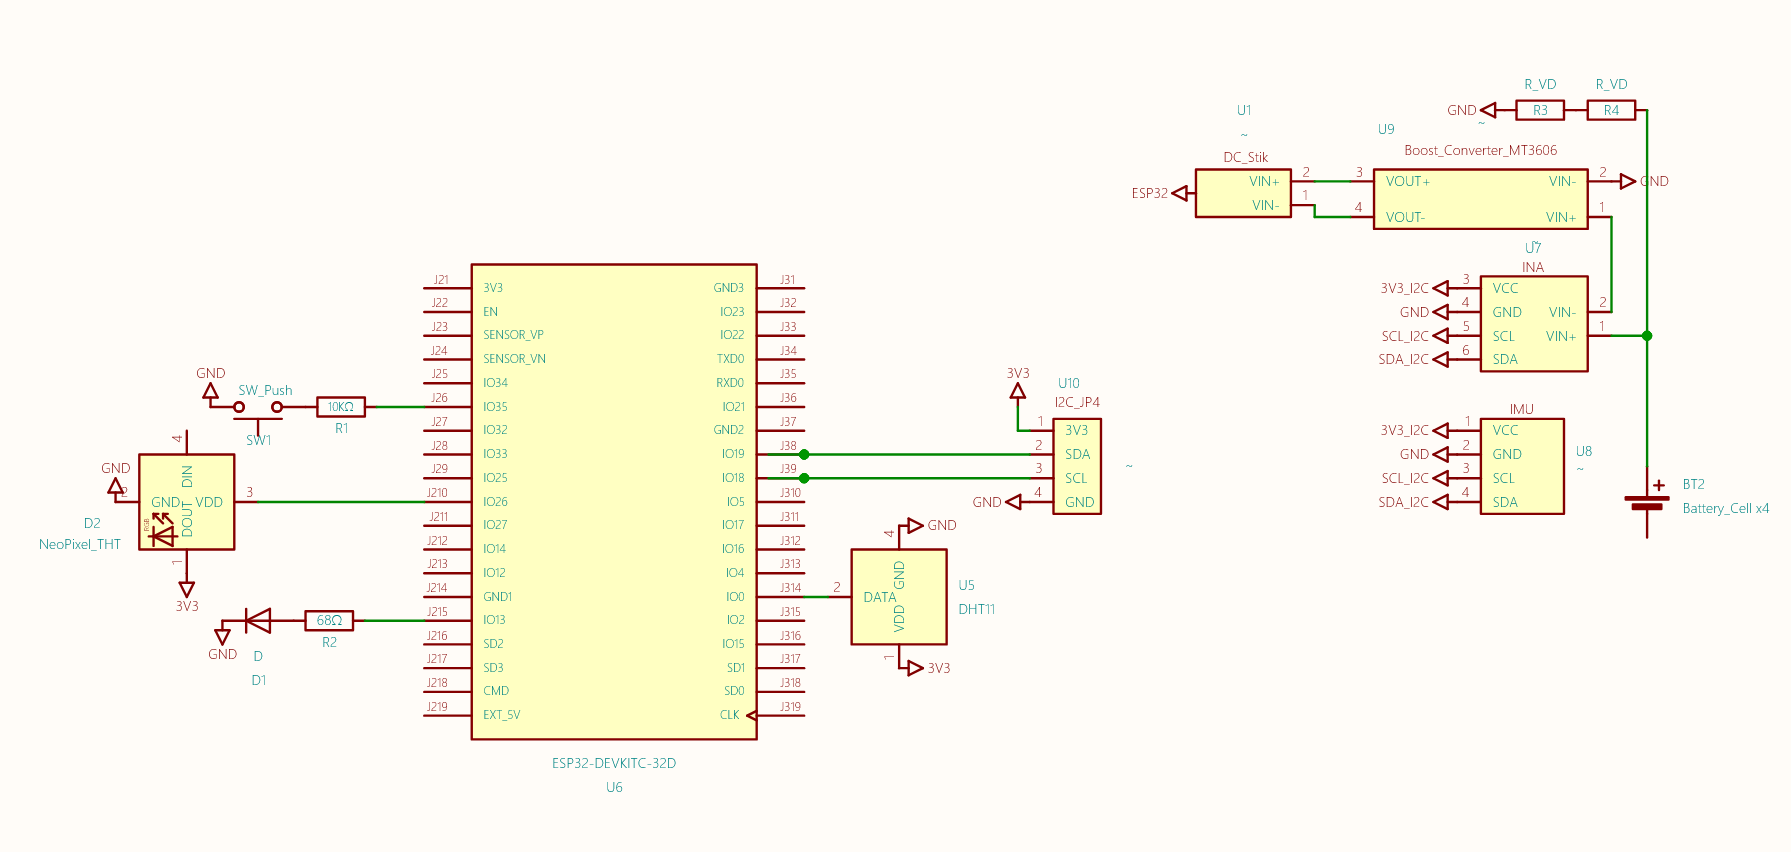 R_VD
R_VD
GND
R3
R4
~
U1
~
DC_Stik
ESP32
VIN+
2
VIN-
1
U9
Boost_Converter_MT3606
3
VOUT+
VIN-
2
GND
4
VOUT-
VIN+
1
U7
~
INA
3V3_I2C
3
VCC
GND
4
GND
VIN-
2
SCL_I2C
5
SCL
VIN+
1
SDA_I2C
6
SDA
IMU
3V3_I2C
1
VCC
GND
2
GND
SCL_I2C
3
SCL
SDA_I2C
4
SDA
U8
~
+
BT2
Battery_Cell x4
J21
3V3
GND3
J31
J22
EN
IO23
J32
J23
SENSOR_VP
IO22
J33
J24
SENSOR_VN
TXD0
J34
J25
IO34
RXD0
J35
J26
IO35
IO21
J36
J27
IO32
GND2
J37
J28
IO33
IO19
J38
J29
IO25
IO18
J39
J210
IO26
IO5
J310
J211
IO27
IO17
J311
J212
IO14
IO16
J312
J213
IO12
IO4
J313
J214
GND1
IO0
J314
J215
IO13
IO2
J315
J216
SD2
IO15
J316
J217
SD3
SD1
J317
J218
CMD
SD0
J318
J219
EXT_5V
CLK
J319
ESP32-DEVKITC-32D
U6
GND
SW_Push
SW1
10KΩ
R1
GND
2
4
DIN
GND
VDD
3
DOUT
RGB
1
3V3
D2
NeoPixel_THT
GND
D
D1
68Ω
R2
3V3
U10
I2C_JP4
1
3V3
2
SDA
3
SCL
GND
4
GND
~
GND
4
GND
2
DATA
VDD
1
3V3
U5
DHT11